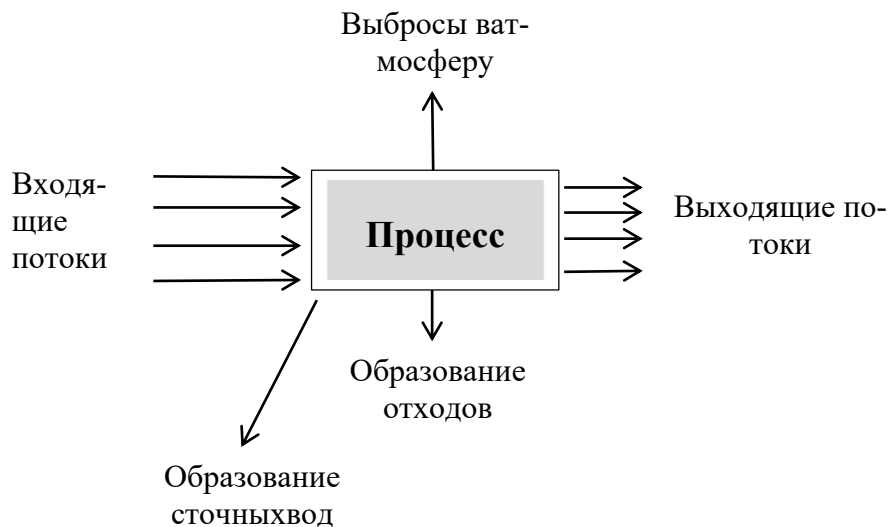 Выбросы ват-
мосферу
Входя-
щие
потоки
Процесс
Выходящие по-
токи
Образование
отходов
Образование
сточныхвод